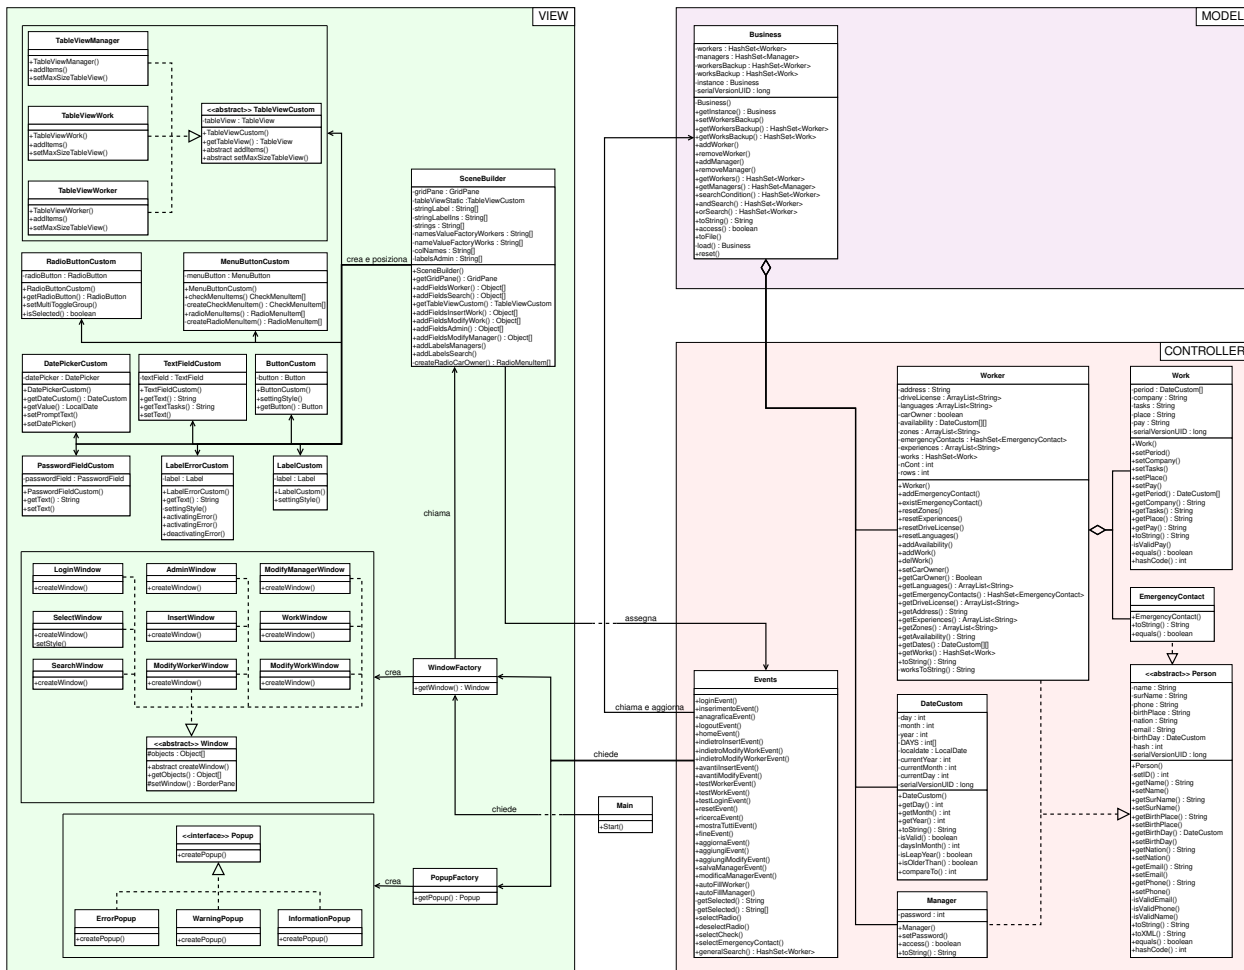 VIEW
TableViewManager
+TableViewManager()
+addItems()
+setMaxSizeTableView()
TableViewWork
+TableViewWork()
+addItems()
+setMaxSizeTableView()
TableViewWorker
+TableViewWorker()
+addItems()
+setMaxSizeTableView()
<<abstract>> TableViewCustom
-tableView : TableView
+TableViewCustom()
+getTableView() : TableView
+abstract addItems()
+abstract setMaxSizeTableView()
SceneBuilder
-gridPane : GridPane
-tableViewStatic :TableViewCustom
-stringLabel : String[]
-stringLabelIns : String[]
-strings : String[]
-namesValueFactoryWorkers : String[]
-nameValueFactoryWorks : String[]
-colNames : String[]
-labelsAdmin : String[]
+SceneBuilder()
+getGridPane() : GridPane
+addFieldsWorker() : Object[]
+addFieldsSearch() : Object[]
+getTableViewCustom() : TableViewCustom
+addFieldsInsertWork() : Object[]
+addFieldsModifyWork() : Object[]
+addFieldsAdmin() : Object[]
+addFieldsModifyManager() : Object[]
+addLabelsManagers()
+addLabelsSearch()
-createRadioCarOwner() : RadioMenuItem[]
crea e posiziona
RadioButtonCustom
-radioButton : RadioButton
+RadioButtonCustom()
+getRadioButton() : RadioButton
+setMultiToggleGroup()
+isSelected() : boolean
MenuButtonCustom
-menuButton : MenuButton
+MenuButtonCustom()
+checkMenuItems() CheckMenuItem[]
-createCheckMenuItem() : CheckMenuItem[]
+radioMenuItems() : RadioMenuItem[]
-createRadioMenuItem() : RadioMenuItem[]
DatePickerCustom
-datePicker : DatePicker
+DatePickerCustom()
+getDateCustom() : DateCustom
+getValue() : LocalDate
+setPromptText()
+setDatePicker()
TextFieldCustom
-textField : TextField
+TextFieldCustom()
+getText() : String
+getTextTasks() : String
+setText()
ButtonCustom
-button : Button
+ButtonCustom()
+settingStyle()
+getButton() : Button
PasswordFieldCustom
-passwordField : PasswordField
+PasswordFieldCustom()
+getText() : String
+setText()
LabelErrorCustom
-label : Label
+LabelErrorCustom()
+getText() : String
-settingStyle()
+activatingError()
+activatingError()
+deactivatingError()
LabelCustom
-label : Label
+LabelCustom()
+settingStyle()
chiama
LoginWindow
+createWindow()
AdminWindow
+createWindow()
ModifyManagerWindow
+createWindow()
SelectWindow
+createWindow()
-setStyle()
InsertWindow
+createWindow()
WorkWindow
+createWindow()
SearchWindow
+createWindow()
ModifyWorkerWindow
+createWindow()
ModifyWorkWindow
+createWindow()
<<abstract>> Window
#objects : Object[]
+abstract createWindow()
+getObjects() : Object[]
#setWindow() : BorderPane
crea
WindowFactory
+getWindow() : Window
<<interface>> Popup
+createPopup()
ErrorPopup
+createPopup()
WarningPopup
+createPopup()
InformationPopup
+createPopup()
crea
PopupFactory
+getPopup() : Popup
chiede
Main
+Start()
chiede
assegna
chiama e aggiorna
MODEL
Business
-workers : HashSet<Worker>
-managers : HashSet<Manager>
-workersBackup : HashSet<Worker>
-worksBackup : HashSet<Work>
-instance : Business
-serialVersionUID : long
-Business()
+getInstance() : Business
+setWorkersBackup()
+getWorkersBackup() : HashSet<Worker>
+getWorksBackup() : HashSet<Work>
+addWorker()
+removeWorker()
+addManager()
+removeManager()
+getWorkers() : HashSet<Worker>
+getManagers() : HashSet<Manager>
+searchCondition() : HashSet<Worker>
+andSearch() : HashSet<Worker>
+orSearch() : HashSet<Worker>
+toString() : String
+access() : boolean
+toFile()
-load() : Business
+reset()
CONTROLLER
Events
+loginEvent()
+inserimentoEvent()
+anagraficaEvent()
+logoutEvent()
+homeEvent()
+indietroInsertEvent()
+indietroModifyWorkEvent()
+indietroModifyWorkerEvent()
+avantiInsertEvent()
+avantiModifyEvent()
+testWorkerEvent()
+testWorkEvent()
+testLoginEvent()
+resetEvent()
+ricercaEvent()
+mostraTuttiEvent()
+fineEvent()
+aggiornaEvent()
+aggiungiEvent()
+aggiungiModifyEvent()
+salvaManagerEvent()
+modificaManagerEvent()
+autoFillWorker()
+autoFillManager()
-getSelected() : String
-getSelected() : String[]
+selectRadio()
+deselectRadio()
+selectCheck()
+selectEmergencyContact()
+generalSearch() : HashSet<Worker>
Worker
-address : String
-driveLicense : ArrayList<String>
-languages :ArrayList<String>
-carOwner : boolean
-availability : DateCustom[][]
-zones : ArrayList<String>
-emergencyContacts : HashSet<EmergencyContact>
-experiences : ArrayList<String>
-works : HashSet<Work>
-nCont : int
-rows : int
+Worker()
+addEmergencyContact()
+existEmergencyContact()
+resetZones()
+resetExperiences()
+resetDriveLicense()
+resetLanguages()
+addAvailability()
+addWork()
+delWork()
+setCarOwner()
+getCarOwner() : Boolean
+getLanguages() : ArrayList<String>
+getEmergencyContacts() : HashSet<EmergencyContact>
+getDriveLicense() : ArrayList<String>
+getAddress() : String
+getExperiences() : ArrayList<String>
+getZones() : ArrayList<String>
+getAvailability() : String
+getDates() : DateCustom[][]
+getWorks() : HashSet<Work>
+toString() : String
-worksToString() : String
Work
-period : DateCustom[]
-company : String
-tasks : String
-place : String
-pay : String
-serialVersionUID : long
+Work()
+setPeriod()
+setCompany()
+setTasks()
+setPlace()
+setPay()
+getPeriod() : DateCustom[]
+getCompany() : String
+getTasks() : String
+getPlace() : String
+getPay() : String
+toString() : String
-isValidPay()
+equals() : boolean
+hashCode() : int
EmergencyContact
+EmergencyContact()
+toString() : String
+equals() : boolean
<<abstract>> Person
-name : String
-surName : String
-phone : String
-birthPlace : String
-nation : String
-email : String
-birthDay : DateCustom
-hash : int
-serialVersionUID : long
+Person()
-setID() : int
+getName() : String
+setName()
+getSurName() : String
+setSurName()
+getBirthPlace() : String
+setBirthPlace()
+getBirthDay() : DateCustom
+setBirthDay()
+getNation() : String
+setNation()
+getEmail() : String
+setEmail()
+getPhone() : String
+setPhone()
-isValidEmail()
-isValidPhone()
-isValidName()
+toString() : String
+toXML() : String
+equals() : boolean
+hashCode() : int
DateCustom
-day : int
-month : int
-year : int
-DAYS : int[]
-localdate : LocalDate
-currentYear : int
-currentMonth : int
-currentDay : int
-serialVersionUID : long
+DateCustom()
+getDay() : int
+getMonth() : int
+getYear() : int
+toString() : String
-isValid() : boolean
-daysInMonth() : int
-isLeapYear() : boolean
+isOlderThan() : boolean
+compareTo() : int
Manager
-password : int
+Manager()
+setPassword()
+access() : boolean
+toString() : String